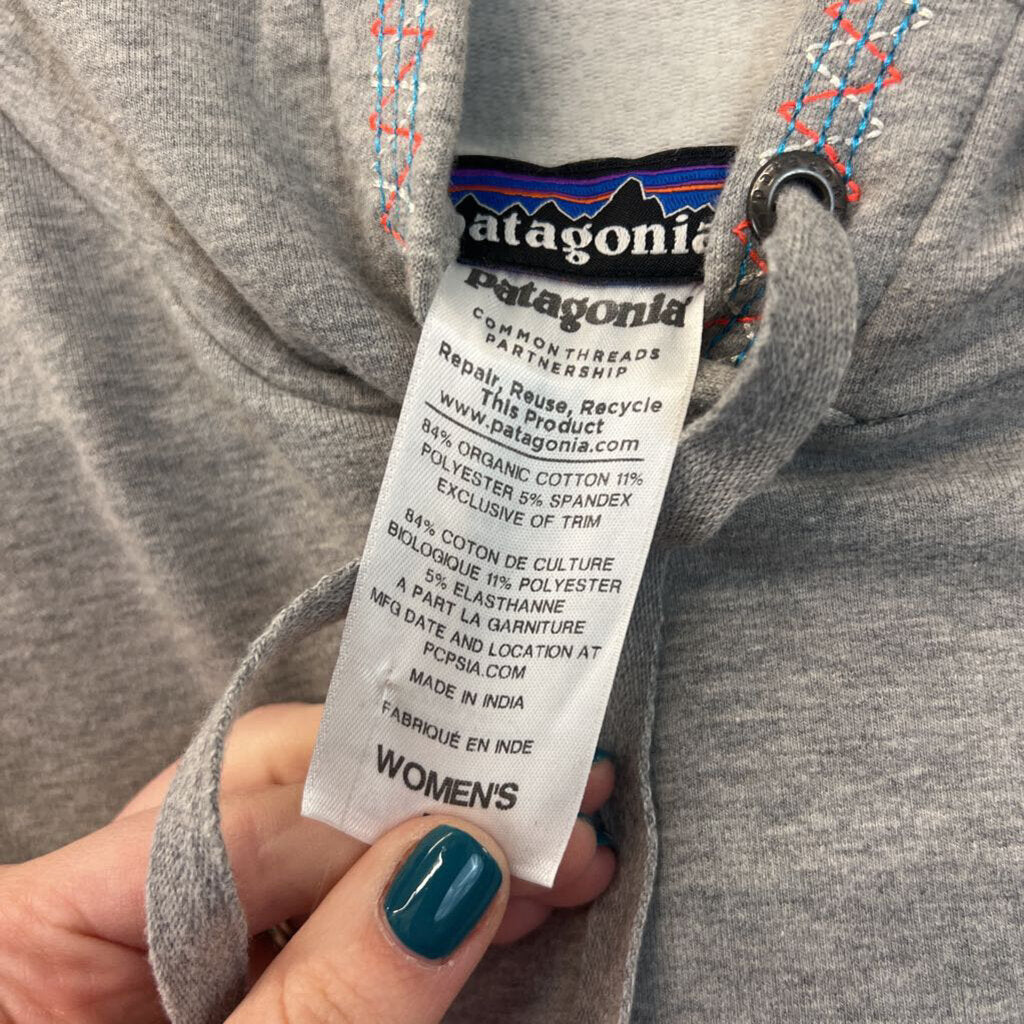 patagonia
patagonia
COMMON THREADS
PARTNERSHIP
Repair, Reuse, Recycle
This Product
www.patagonia.com
84% ORGANIC COTTON 11%
POLYESTER 5% SPANDEX
EXCLUSIVE OF TRIM
84% COTON DE CULTURE
BIOLOGIQUE 11% POLYESTER
5% ELASTHANNE
A PART LA GARNITURE
MFG DATE AND LOCATION AT
PCPSIA.COM
MADE IN INDIA
FABRIQUÉ EN INDE
WOMEN'S